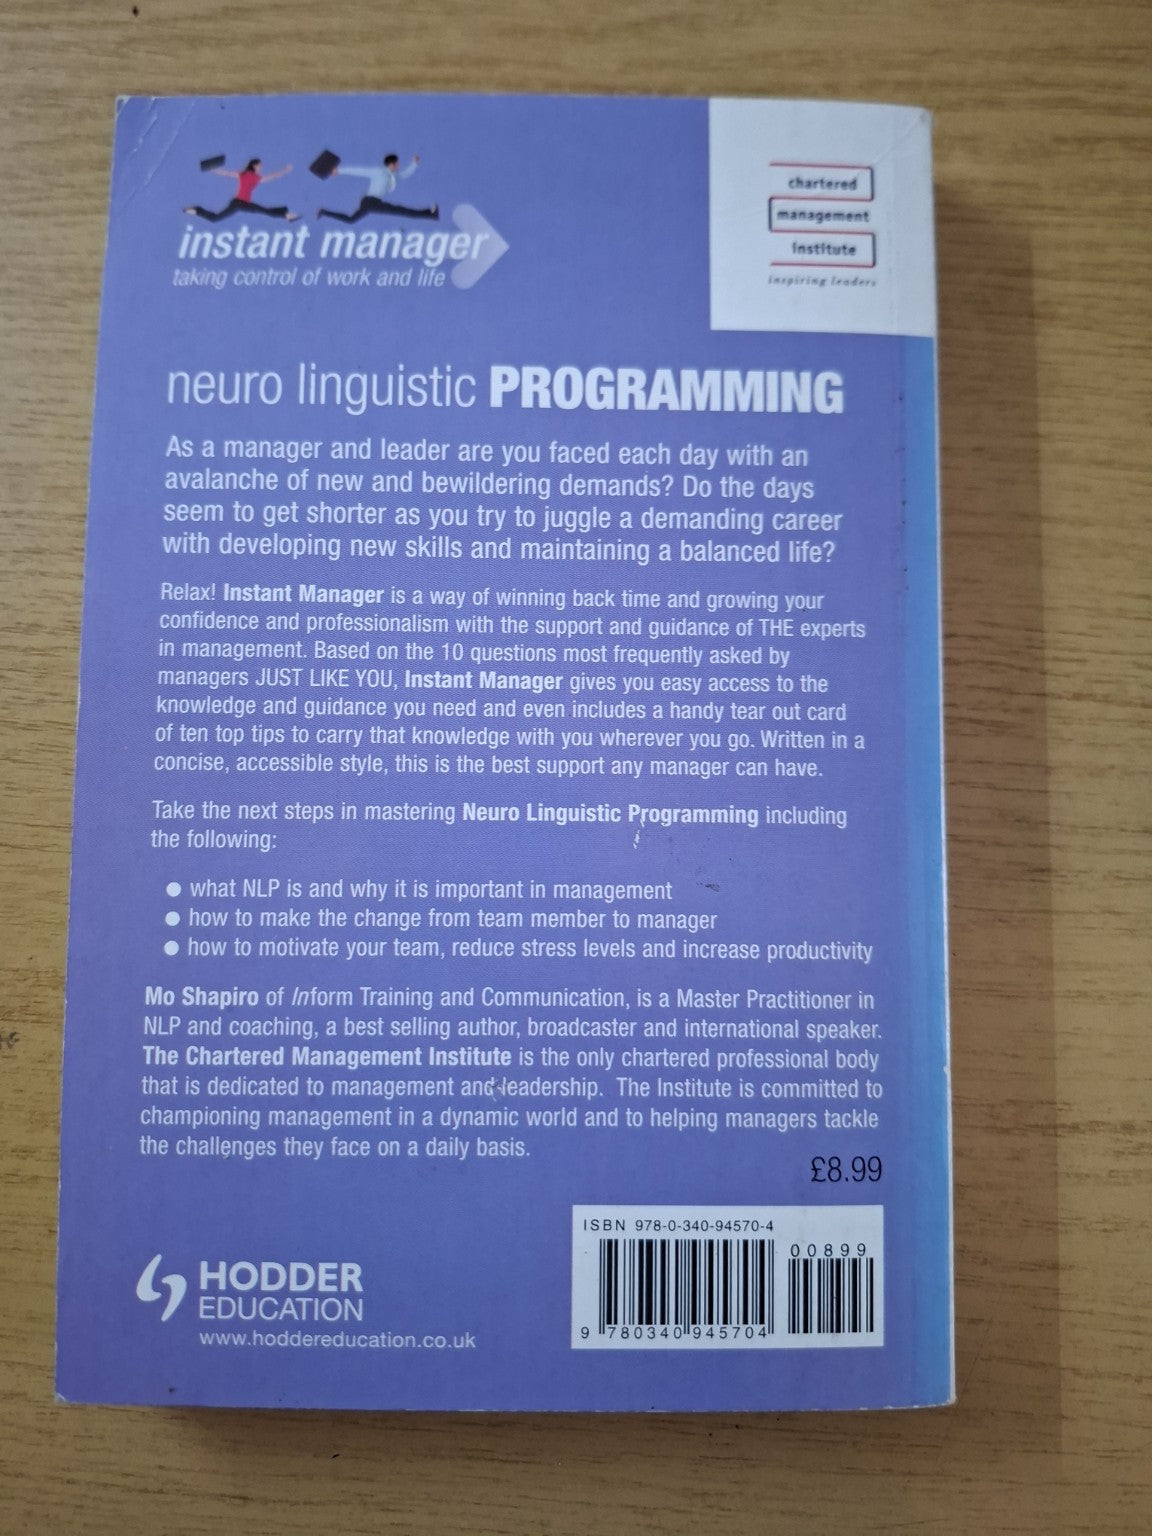 instant manager
taking control of work and life
chartered
management
institute
inspiring leaders
neuro linguistic PROGRAMMING
As a manager and leader are you faced each day with an
avalanche of new and bewildering demands? Do the days
seem to get shorter as you try to juggle a demanding career
with developing new skills and maintaining a balanced life?
Relax! Instant Manager is a way of winning back time and growing your
confidence and professionalism with the support and guidance of THE experts
in management. Based on the 10 questions most frequently asked by
managers JUST LIKE YOU, Instant Manager gives you easy access to the
knowledge and guidance you need and even includes a handy tear out card
of ten top tips to carry that knowledge with you wherever you go. Written in a
concise, accessible style, this is the best support any manager can have.
Take the next steps in mastering Neuro Linguistic Programming including
the following:
● what NLP is and why it is important in management
● how to make the change from team member to manager
● how to motivate your team, reduce stress levels and increase productivity
Mo Shapiro of Inform Training and Communication, is a Master Practitioner in
NLP and coaching, a best selling author, broadcaster and international speaker.
The Chartered Management Institute is the only chartered professional body
that is dedicated to management and leadership. The Institute is committed to
championing management in a dynamic world and to helping managers tackle
the challenges they face on a daily basis.
£8.99
ISBN 978-0-340-94570-4
00899
9 780340 945704
HODDER
EDUCATION
www.hoddereducation.co.uk